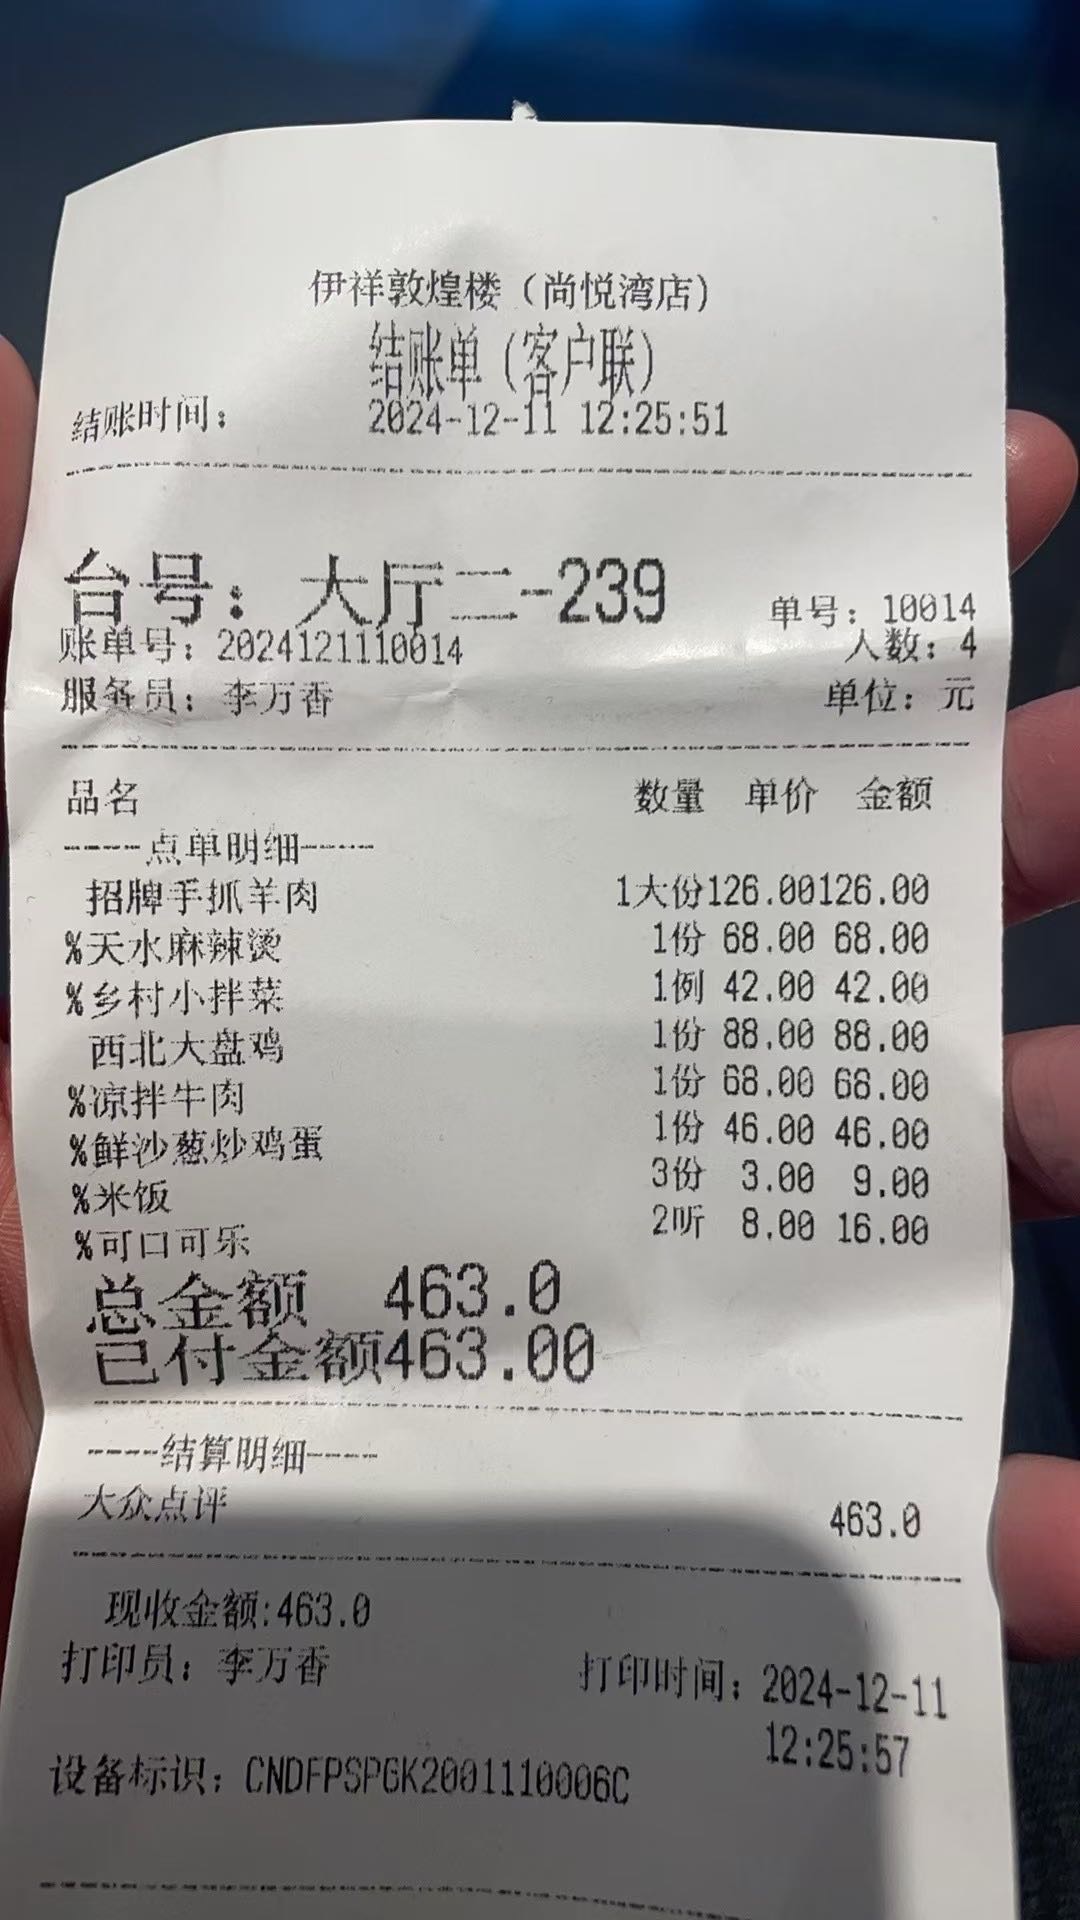 伊祥敦煌楼（尚悦湾店）
结账单（客户联）
结账时间： 2024-12-11 12:25:51
台号：大厅二-239 单号：10014
账单号：2024121110014 人数：4
服务员：李万香 单位：元
品名 数量 单价 金额
----点单明细----
招牌手抓羊肉 1大份126.00126.00
%天水麻辣烫 1份 68.00 68.00
%乡村小拌菜 1例 42.00 42.00
西北大盘鸡 1份 88.00 88.00
%凉拌牛肉 1份 68.00 68.00
%鲜沙葱炒鸡蛋 1份 46.00 46.00
%米饭 3份 3.00 9.00
%可口可乐 2听 8.00 16.00
总金额 463.0
已付金额463.00
----结算明细----
大众点评 463.0
现收金额:463.0
打印员：李万香 打印时间：2024-12-11
12:25:57
设备标识：CNDFPSPGK2001110006C